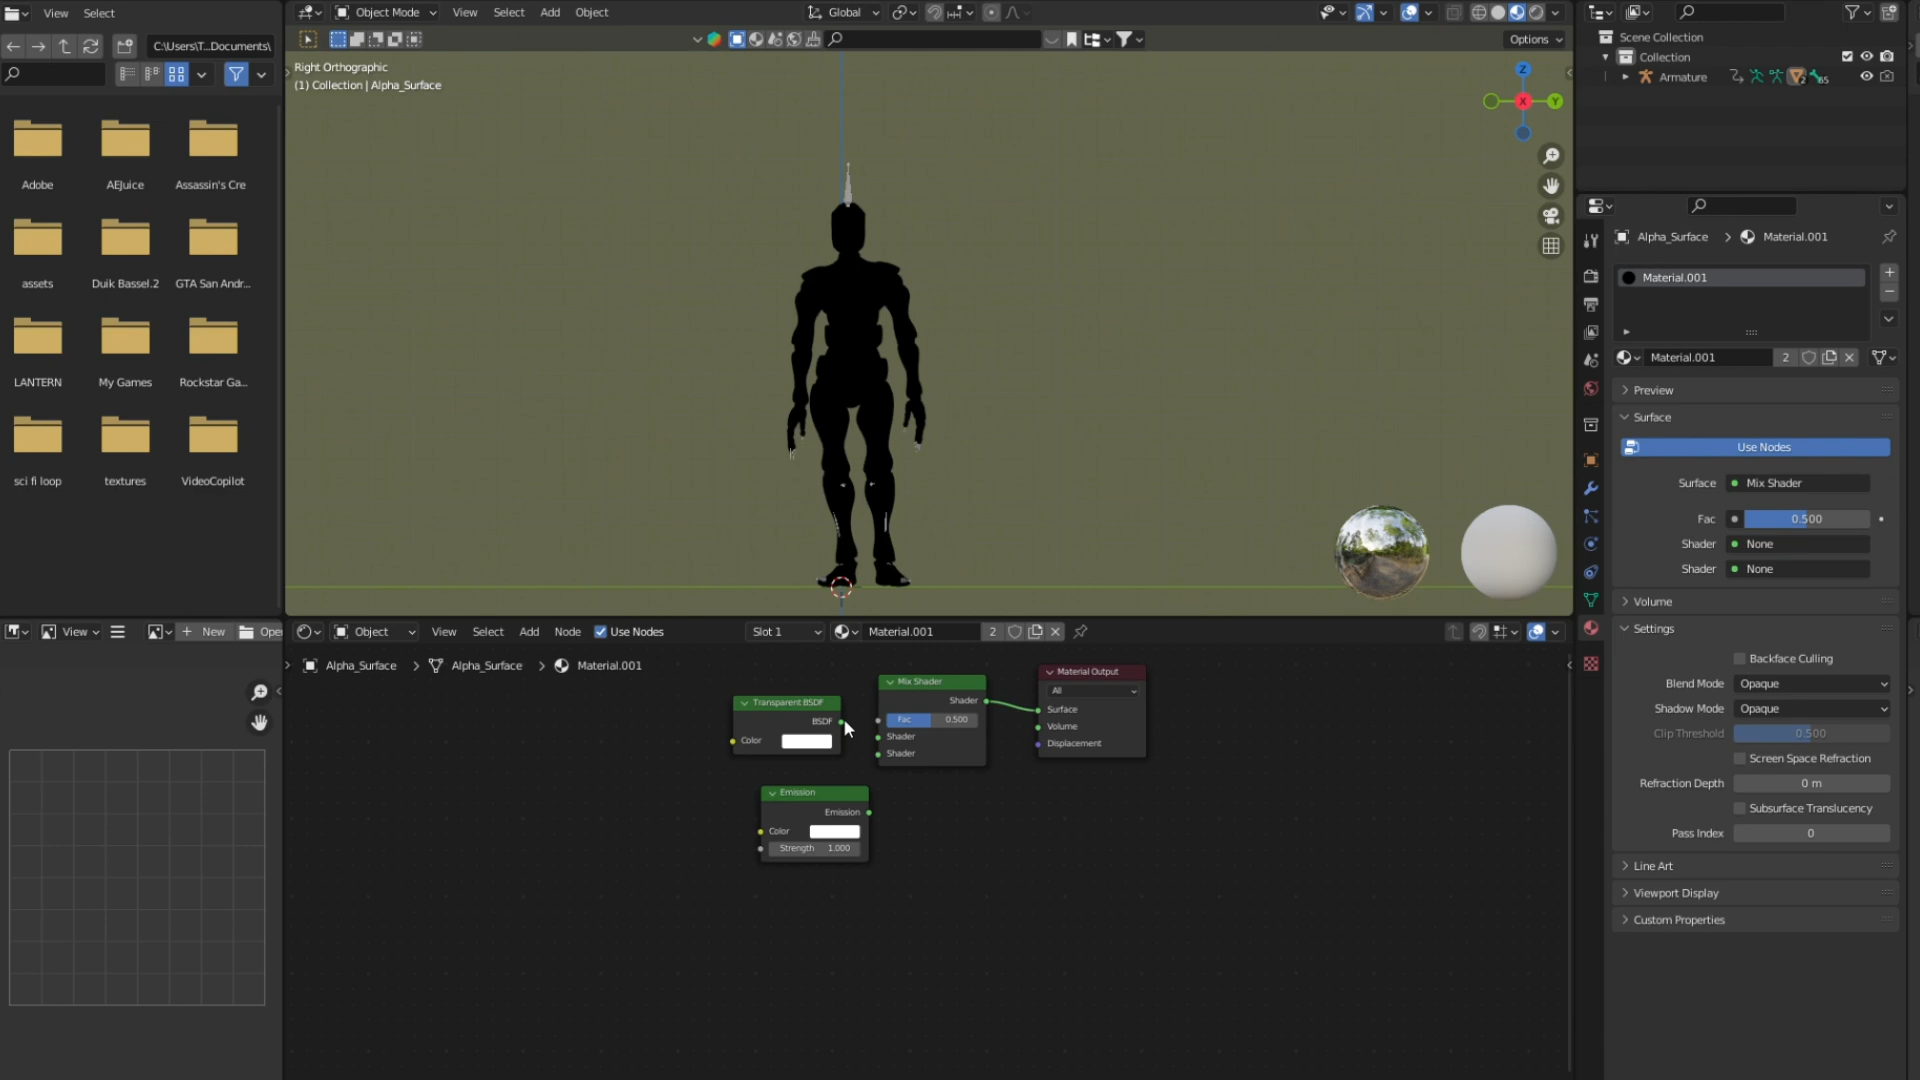 View Select
C:\Users\T...Documents\
Adobe AEJuice Assassin's Cre
assets Duik Bassel.2 GTA San Andr...
LANTERN My Games Rockstar Ga...
sci fi loop textures VideoCopilot
Object Mode View Select Add Object Global
Options
Right Orthographic
(1) Collection | Alpha_Surface
Z
X Y
Scene Collection
Collection
Armature 2 65
Alpha_Surface > Material.001
Material.001
Material.001 2
Preview
Surface
Use Nodes
Surface Mix Shader
Fac 0.500
Shader None
Shader None
Volume
Settings
Backface Culling
Blend Mode Opaque
Shadow Mode Opaque
Clip Threshold 0.500
Screen Space Refraction
Refraction Depth 0 m
Subsurface Translucency
Pass Index 0
Line Art
Viewport Display
Custom Properties
View + New Ope
Object View Select Add Node Use Nodes Slot 1 Material.001 2
Alpha_Surface > Alpha_Surface > Material.001
Transparent BSDF
BSDF
Color
Mix Shader
Shader
Fac 0.500
Shader
Shader
Material Output
All
Surface
Volume
Displacement
Emission
Emission
Color
Strength 1.000